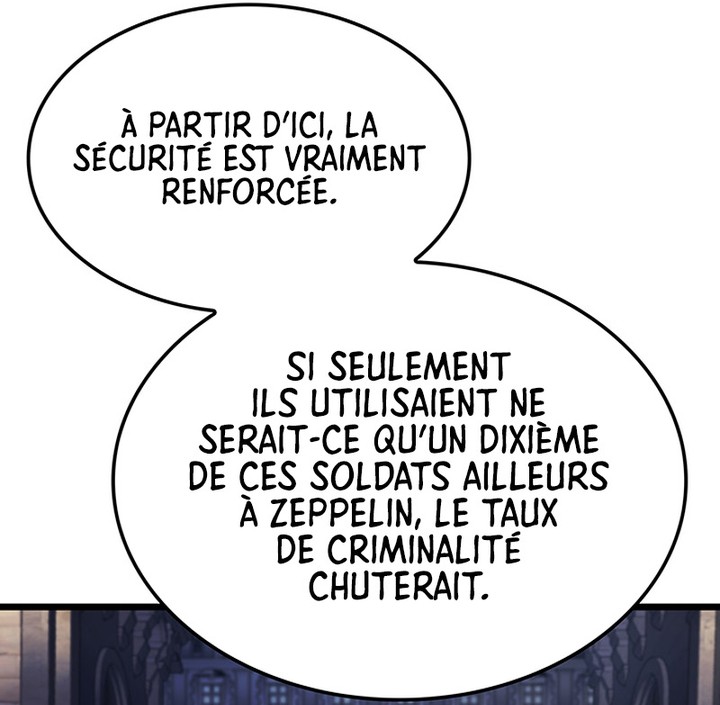 À PARTIR D'ICI, LA
SÉCURITÉ EST VRAIMENT
RENFORCÉE.
SI SEULEMENT
ILS UTILISAIENT NE
SERAIT-CE QU'UN DIXIÈME
DE CES SOLDATS AILLEURS
À ZEPPELIN, LE TAUX
DE CRIMINALITÉ
CHUTERAIT.